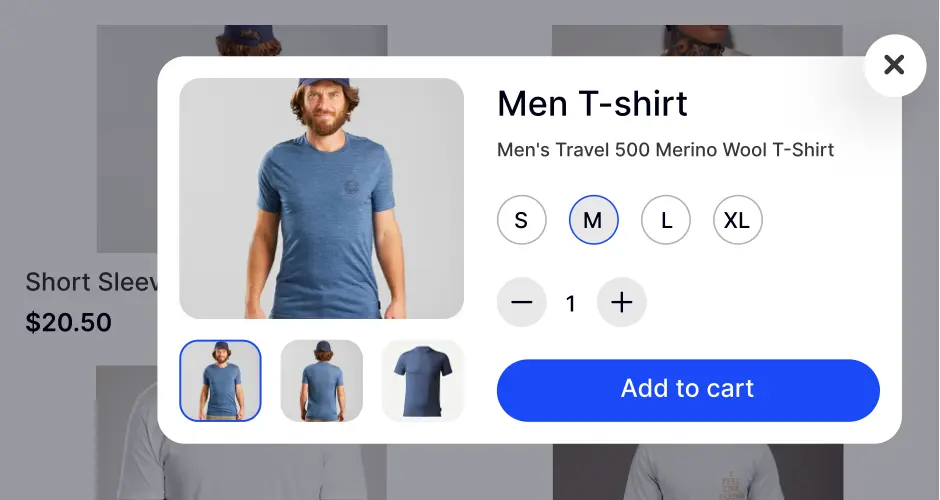 Men T-shirt
Men's Travel 500 Merino Wool T-Shirt
S M L XL
1
Add to cart
Short Sleev
$20.50